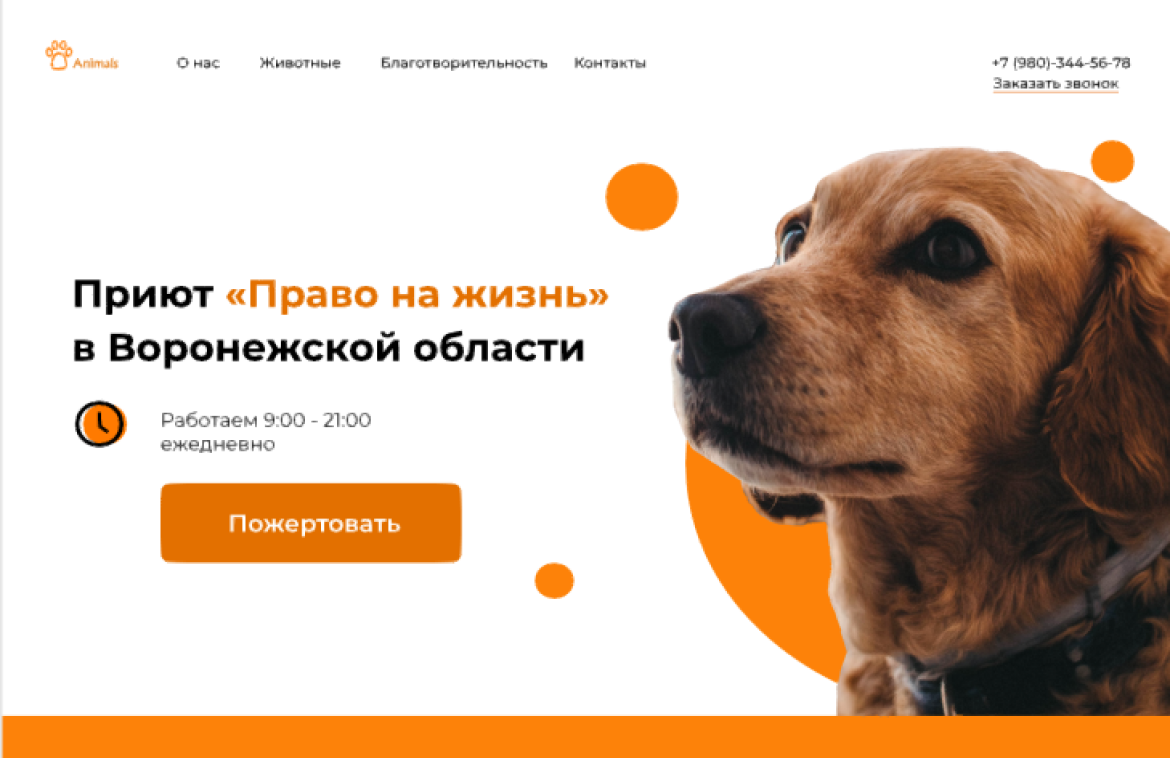 Animals
О нас
Животные
Благотворительность
Контакты
+7 (980)-344-56-78
Заказать звонок
Приют «Право на жизнь»
в Воронежской области
Работаем 9:00 - 21:00
ежедневно
Пожертовать